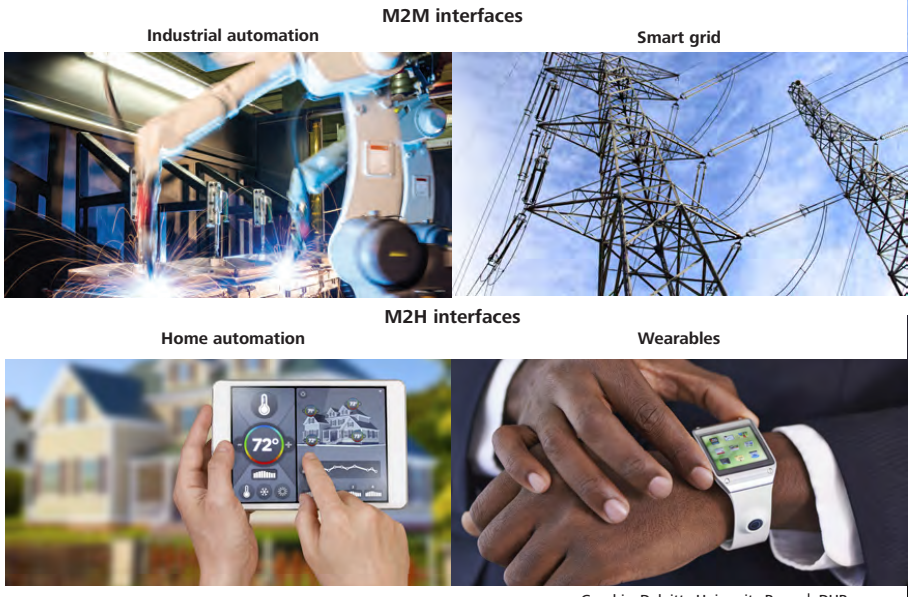 M2M interfaces
Industrial automation
Smart grid
M2H interfaces
Home automation
Wearables
72°